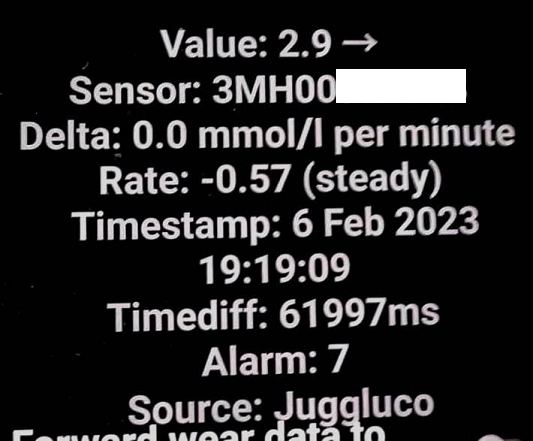 Value: 2.9 →
Sensor: 3MH00
Delta: 0.0 mmol/l per minute
Rate: -0.57 (steady)
Timestamp: 6 Feb 2023
19:19:09
Timediff: 61997ms
Alarm: 7
Source: Juggluco
Forward wear data to